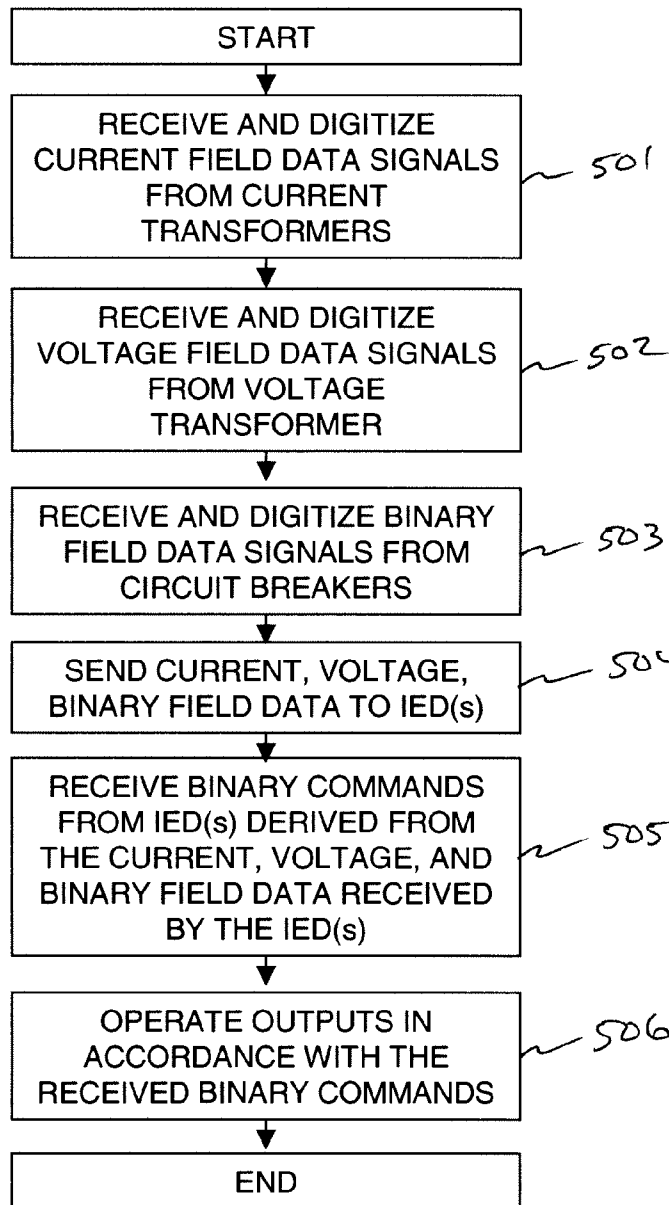 START
RECEIVE AND DIGITIZE
CURRENT FIELD DATA SIGNALS
FROM CURRENT
TRANSFORMERS
501
RECEIVE AND DIGITIZE
VOLTAGE FIELD DATA SIGNALS
FROM VOLTAGE
TRANSFORMER
502
RECEIVE AND DIGITIZE BINARY
FIELD DATA SIGNALS FROM
CIRCUIT BREAKERS
503
SEND CURRENT, VOLTAGE,
BINARY FIELD DATA TO IED(s)
RECEIVE BINARY COMMANDS
FROM IED(s) DERIVED FROM
THE CURRENT, VOLTAGE, AND
BINARY FIELD DATA RECEIVED
BY THE IED(s)
505
OPERATE OUTPUTS IN
ACCORDANCE WITH THE
RECEIVED BINARY COMMANDS
506
END